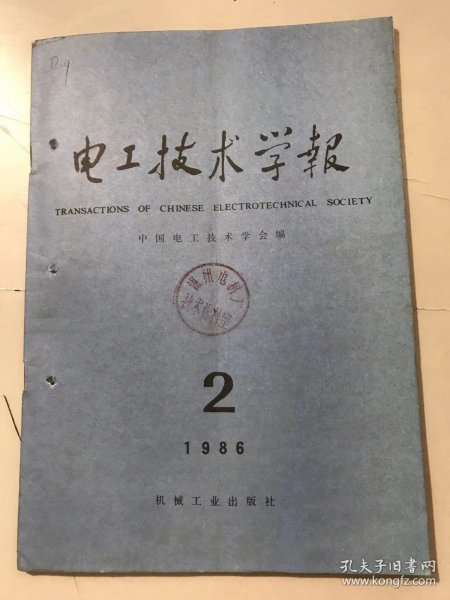 D.9
电工技术学報
TRANSACTIONS OF CHINESE ELECTROTECHNICAL SOCIETY
中国电工技术学会编
2
1986
机械工业出版社
孔夫子旧书网
www.kongfz.com